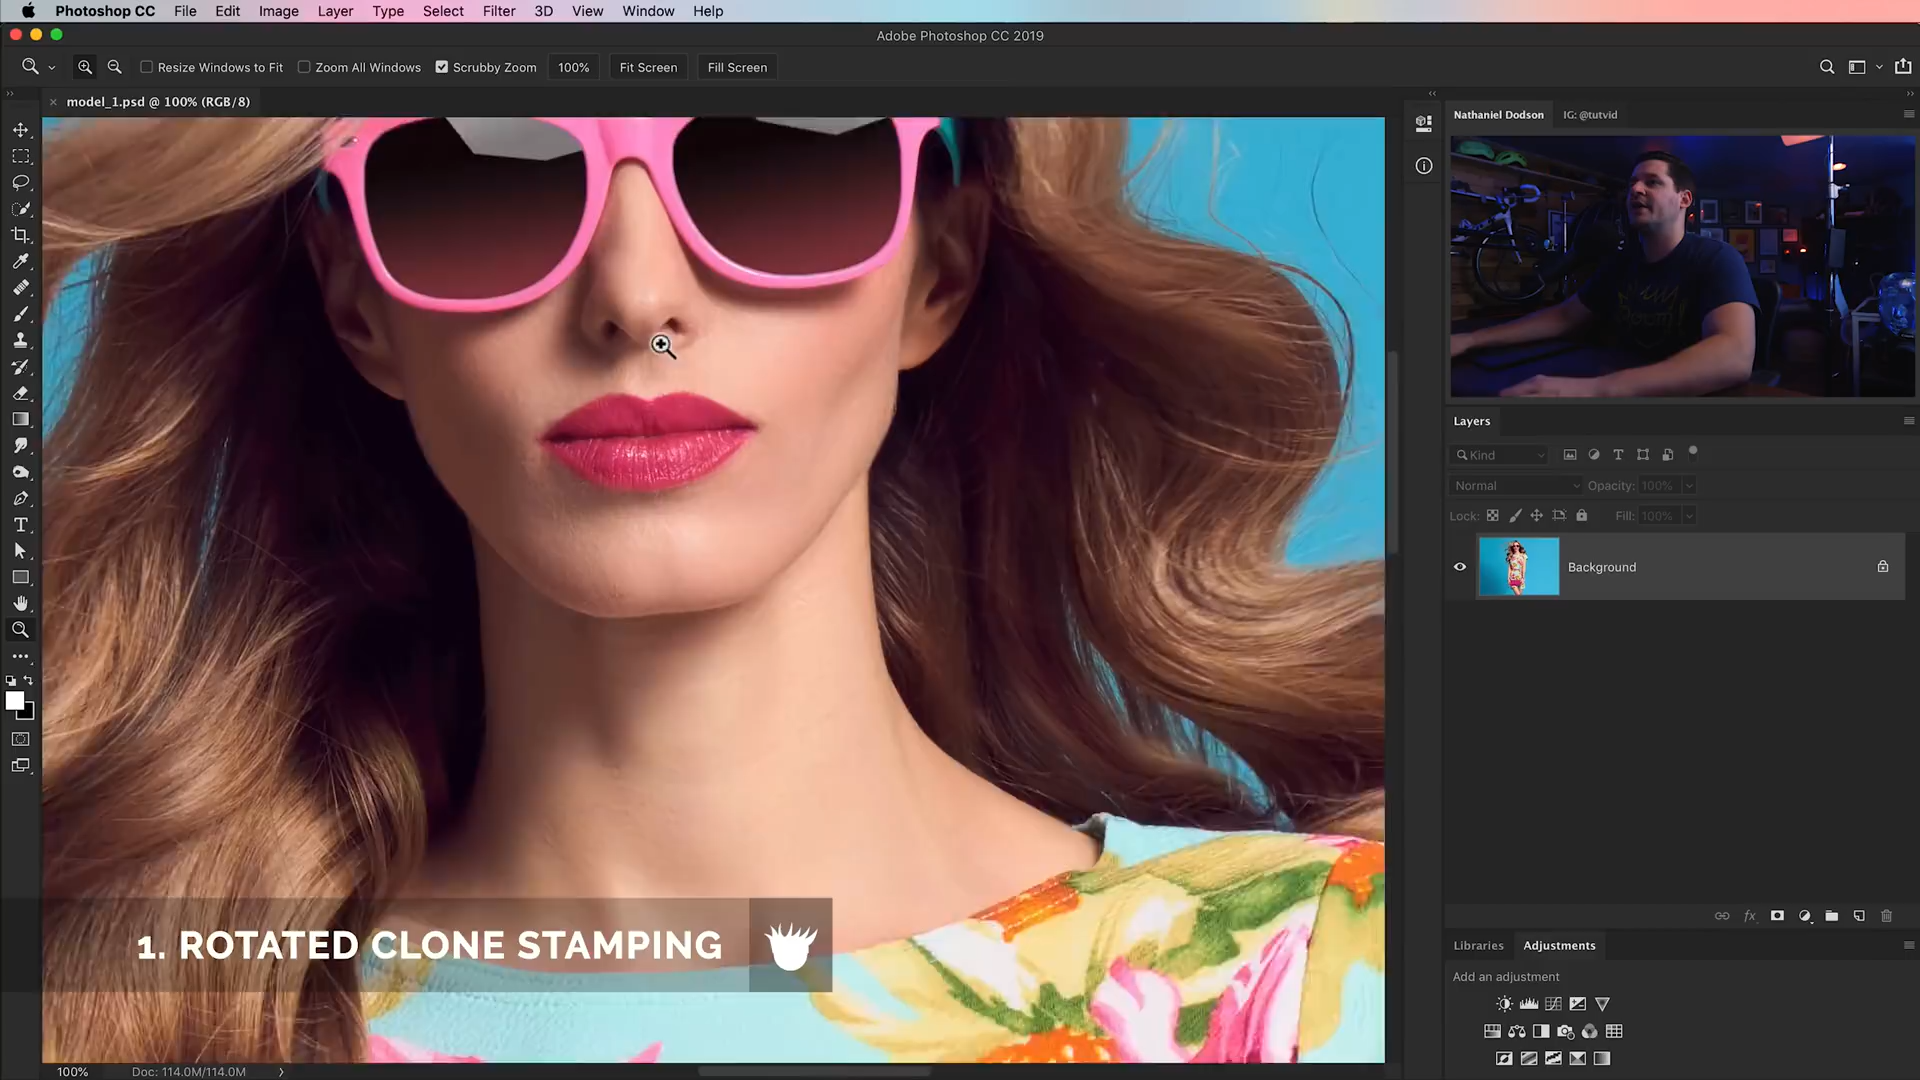 Photoshop CC File Edit Image Layer Type Select Filter 3D View Window Help
Adobe Photoshop CC 2019
Resize Windows to Fit Zoom All Windows Scrubby Zoom 100% Fit Screen Fill Screen
model_1.psd @ 100% (RGB/8)
Nathaniel Dodson IG: @tutvid
Layers
Kind
Normal Opacity: 100%
Lock: Fill: 100%
Background
1. ROTATED CLONE STAMPING
Libraries Adjustments
Add an adjustment
100% Doc: 114.0M/114.0M